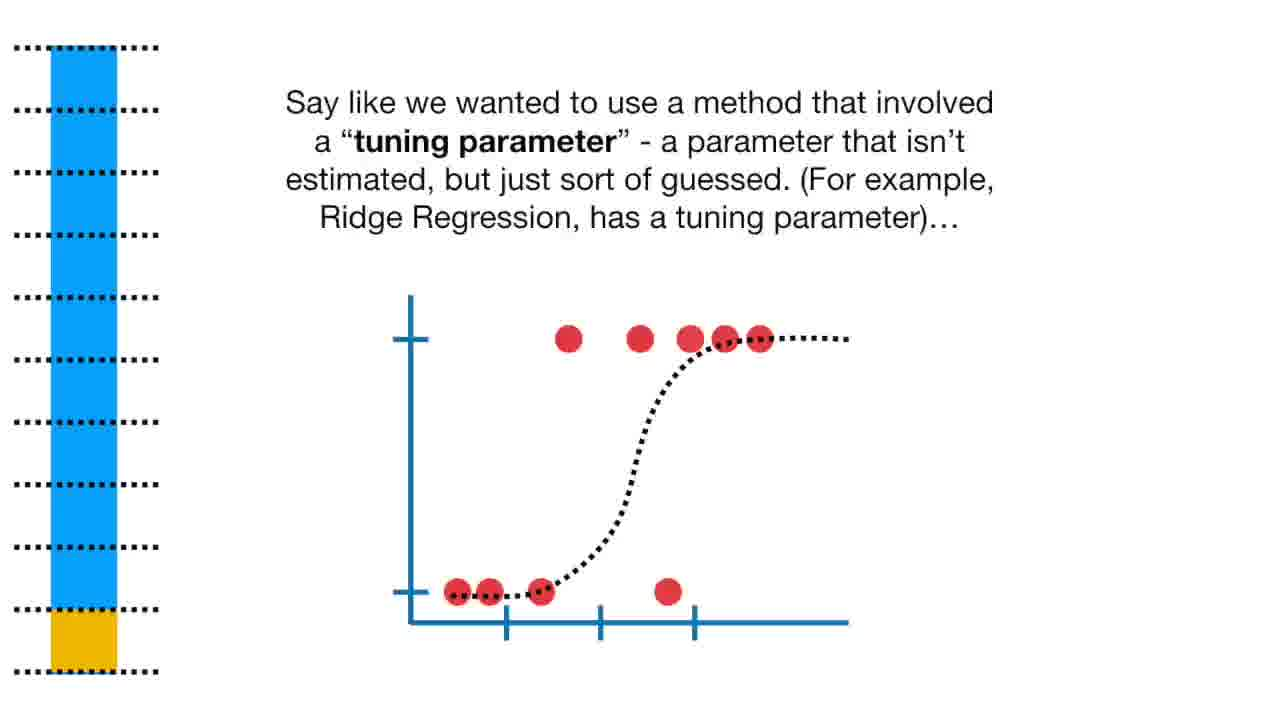 Say like we wanted to use a method that involved
a “tuning parameter” - a parameter that isn’t
estimated, but just sort of guessed. (For example,
Ridge Regression, has a tuning parameter)…